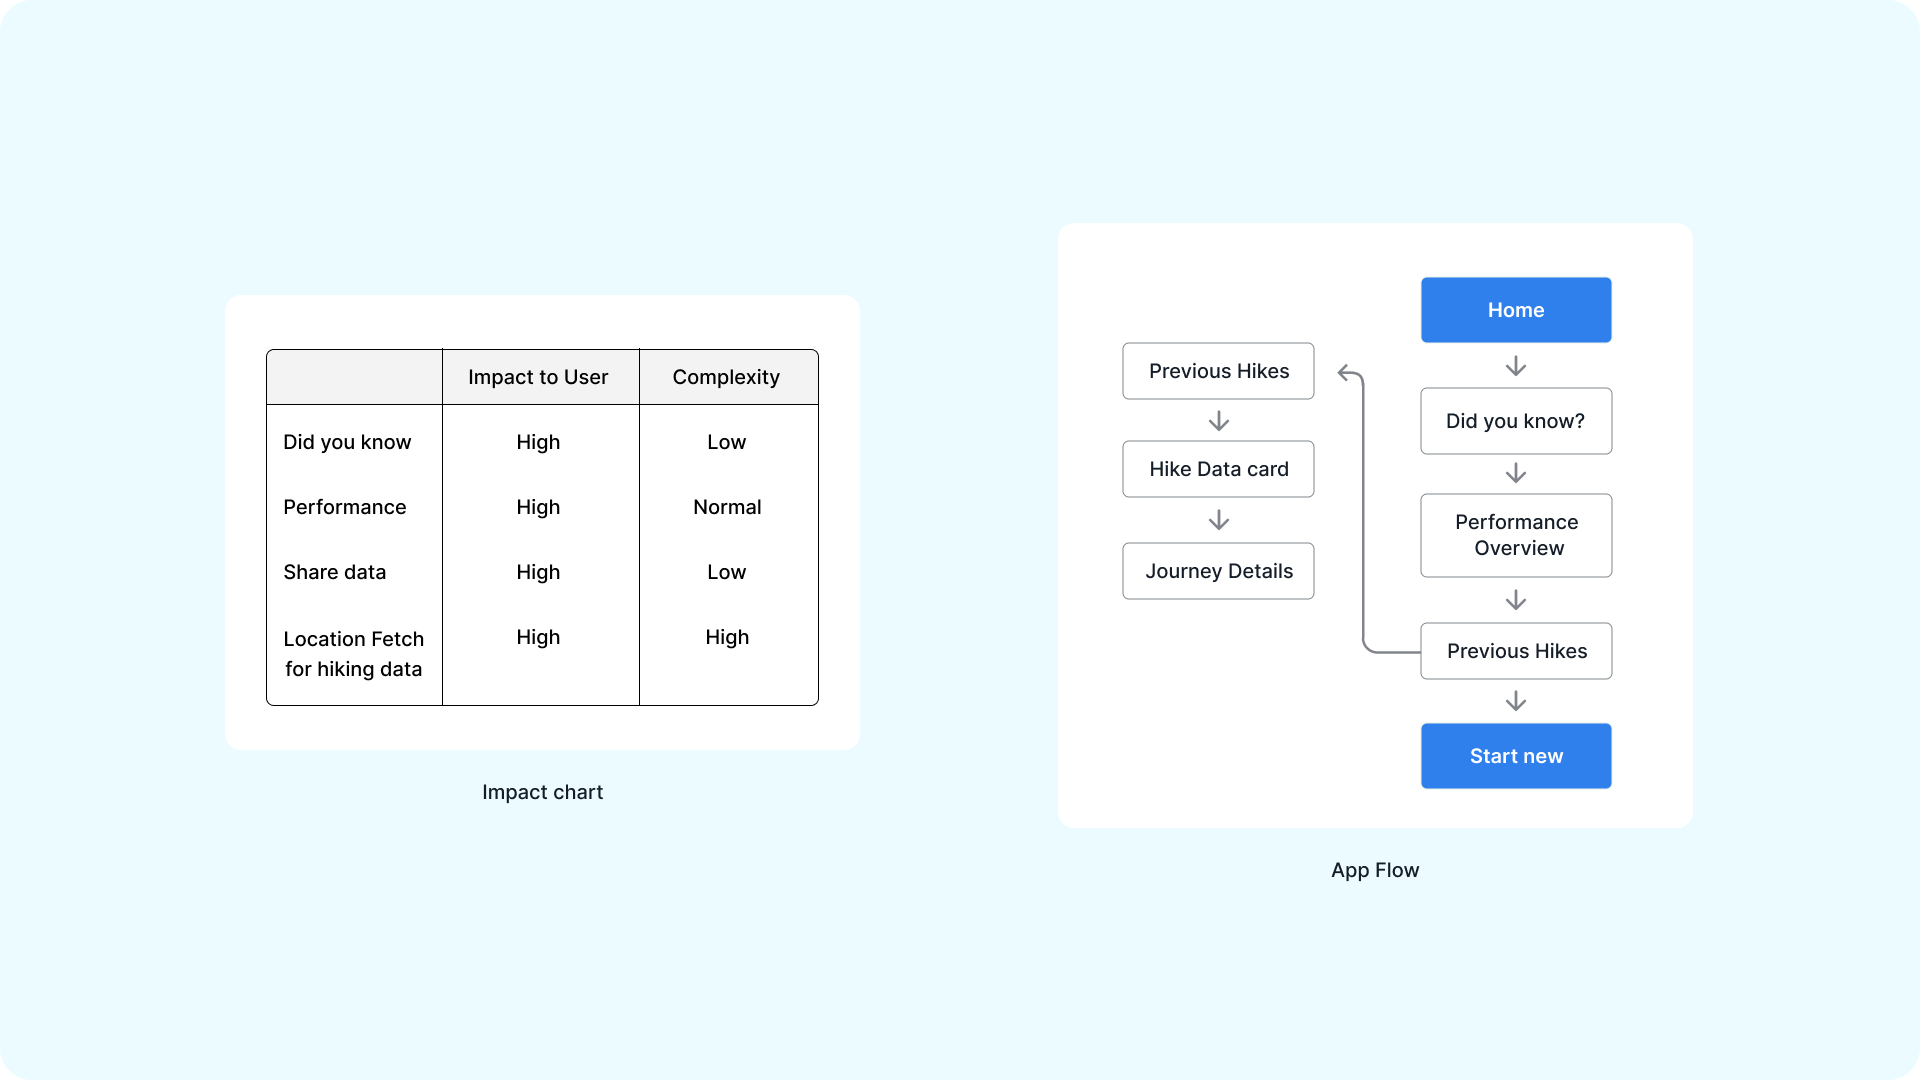 Impact to User Complexity
Did you know High Low
Performance High Normal
Share data High Low
Location Fetch High High
for hiking data
Impact chart
Home
Did you know?
Performance
Overview
Previous Hikes
Start new
Previous Hikes
Hike Data card
Journey Details
App Flow